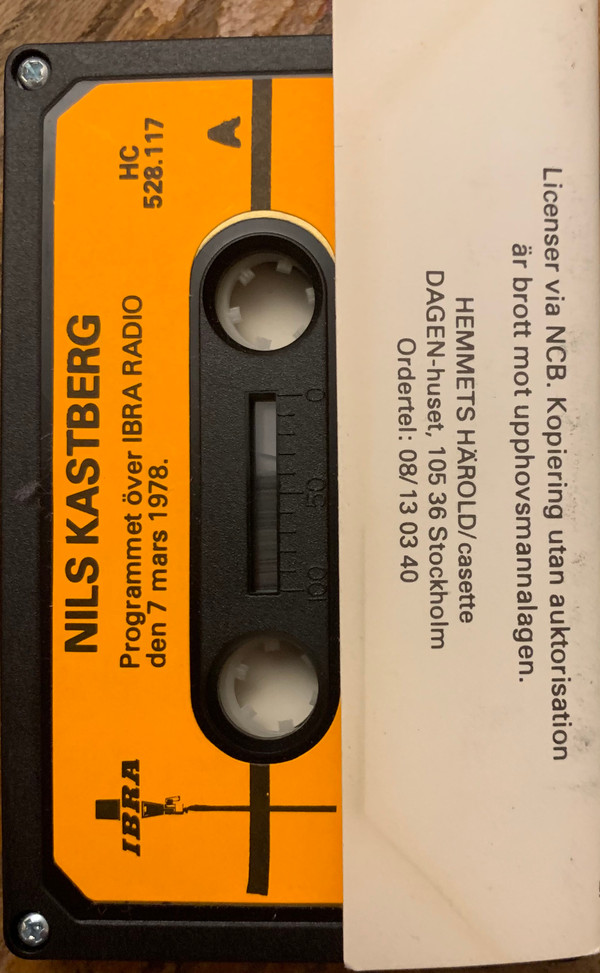 NILS KASTBERG
Programmet över IBRA RADIO
den 7 mars 1978.
HC
528.117
A
IBRA
0
50
100
Licenser via NCB. Kopiering utan auktorisation
är brott mot upphovsmannalagen.
HEMMETS HÄROLD/casette
DAGEN-huset, 105 36 Stockholm
Ordertel: 08/13 03 40